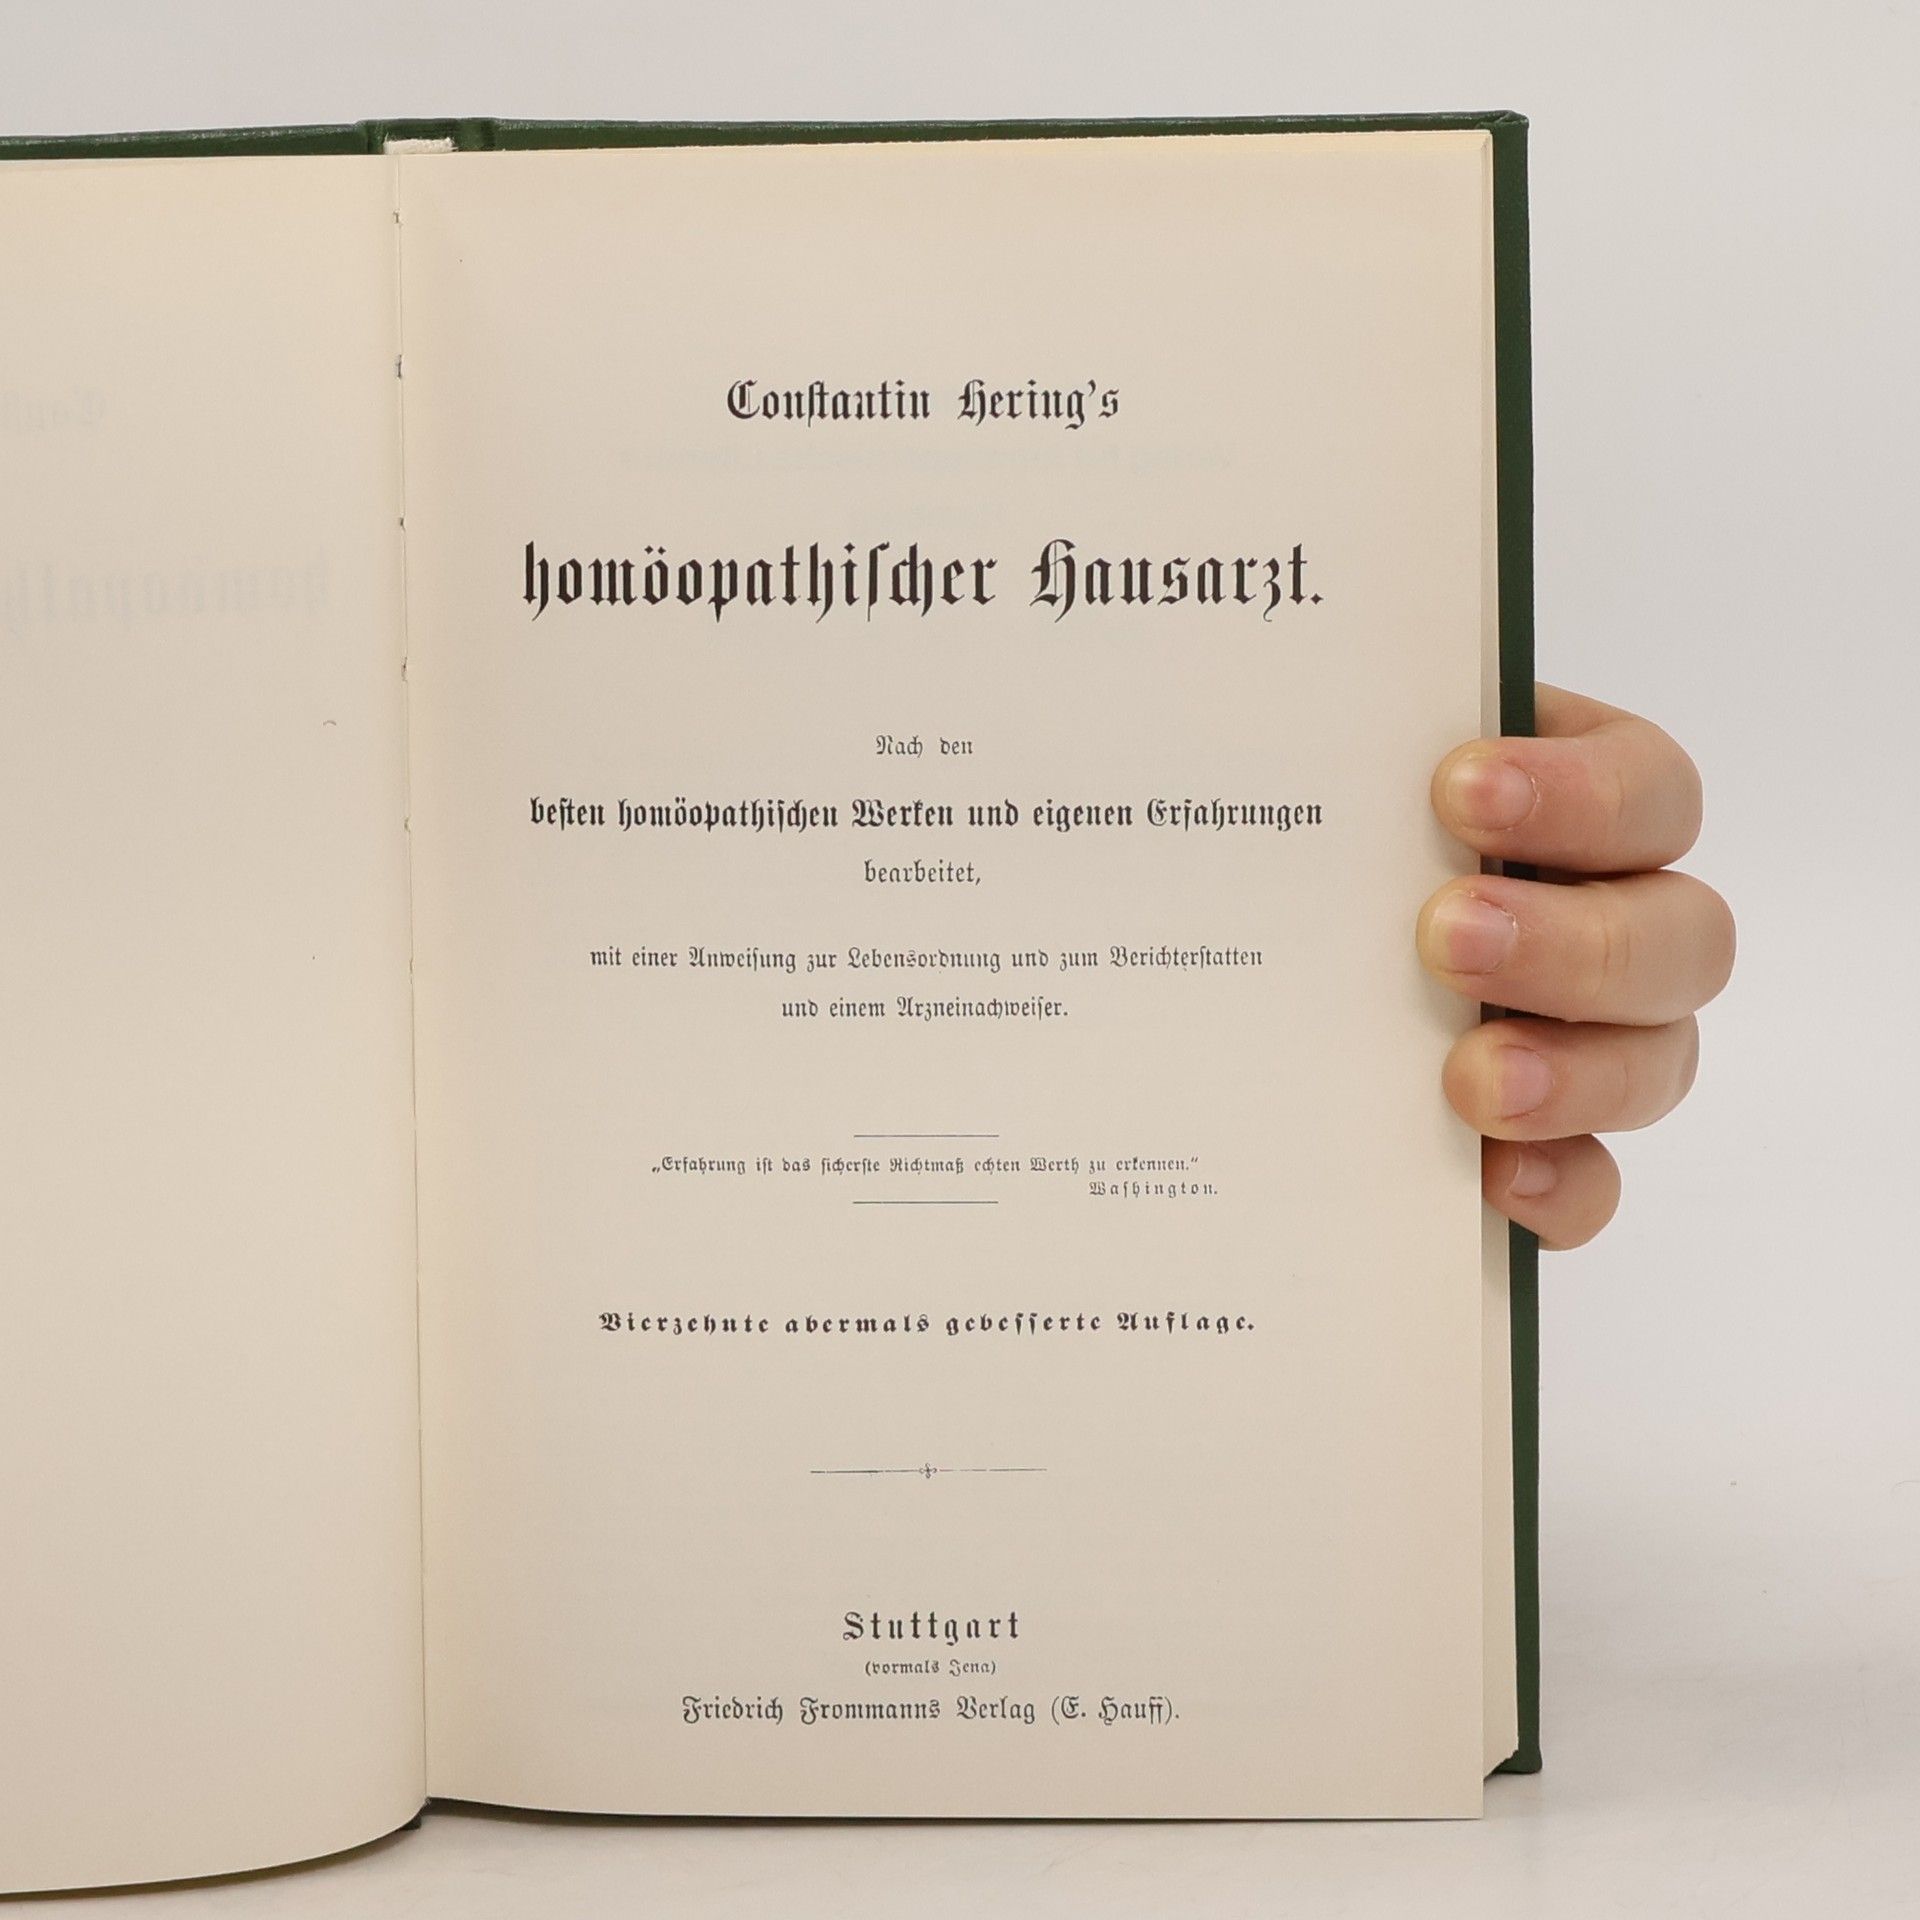 Conſtantin Hering's
homöopathiſcher Hausarzt.
Nach den
beſten homöopathiſchen Werken und eigenen Erfahrungen
bearbeitet,
mit einer Anweiſung zur Lebensordnung und zum Berichterſtatten
und einem Arzneinachweiſer.
„Erfahrung iſt das ſicherſte Richtmaß echten Werth zu erkennen.“
Waſhington.
Vierzehnte abermals gebeſſerte Auflage.
Stuttgart
(vormals Jena)
Friedrich Frommanns Verlag (E. Hauff).